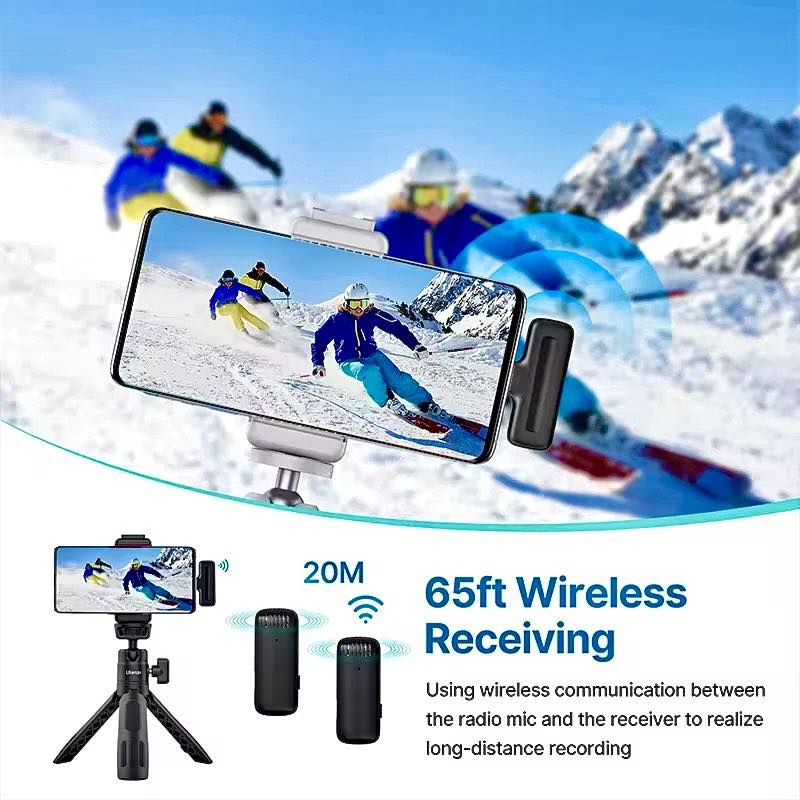 20M
65ft Wireless
Receiving
Using wireless communication between
the radio mic and the receiver to realize
long-distance recording
Ulanzi